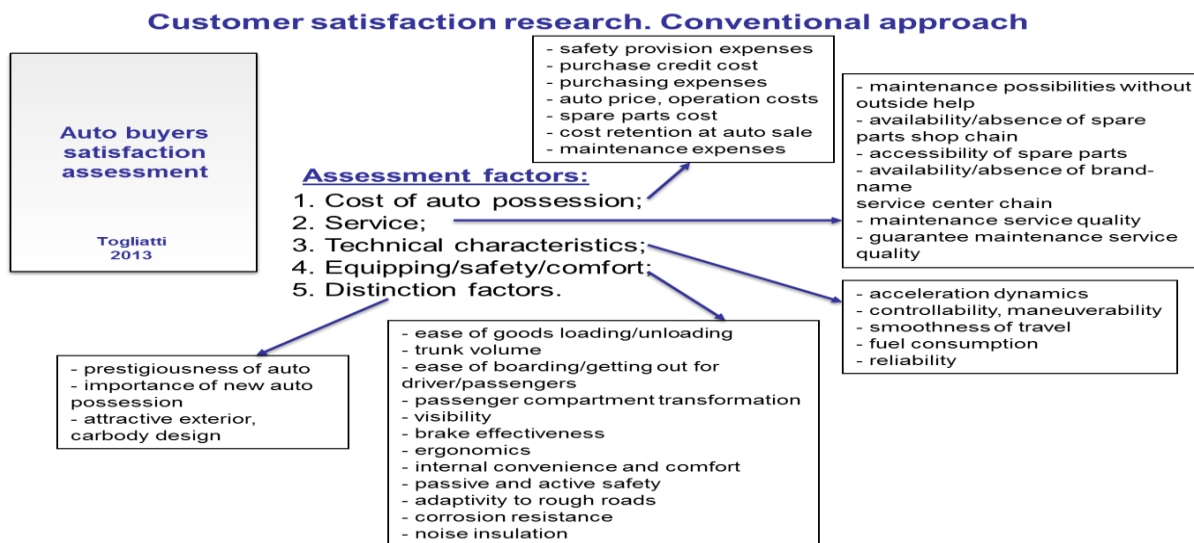 Customer satisfaction research. Conventional approach
Auto buyers
satisfaction
assessment
Togliatti
2013
Assessment factors:
1. Cost of auto possession;
2. Service;
3. Technical characteristics;
4. Equipping/safety/comfort;
5. Distinction factors.
- safety provision expenses
- purchase credit cost
- purchasing expenses
- auto price, operation costs
- spare parts cost
- cost retention at auto sale
- maintenance expenses
- maintenance possibilities without
outside help
- availability/absence of spare
parts shop chain
- accessibility of spare parts
- availability/absence of brand-
name
service center chain
- maintenance service quality
- guarantee maintenance service
quality
- acceleration dynamics
- controllability, maneuverability
- smoothness of travel
- fuel consumption
- reliability
- ease of goods loading/unloading
- trunk volume
- ease of boarding/getting out for
driver/passengers
- passenger compartment transformation
- visibility
- brake effectiveness
- ergonomics
- internal convenience and comfort
- passive and active safety
- adaptivity to rough roads
- corrosion resistance
- noise insulation
- prestigiousness of auto
- importance of new auto
possession
- attractive exterior,
carbody design